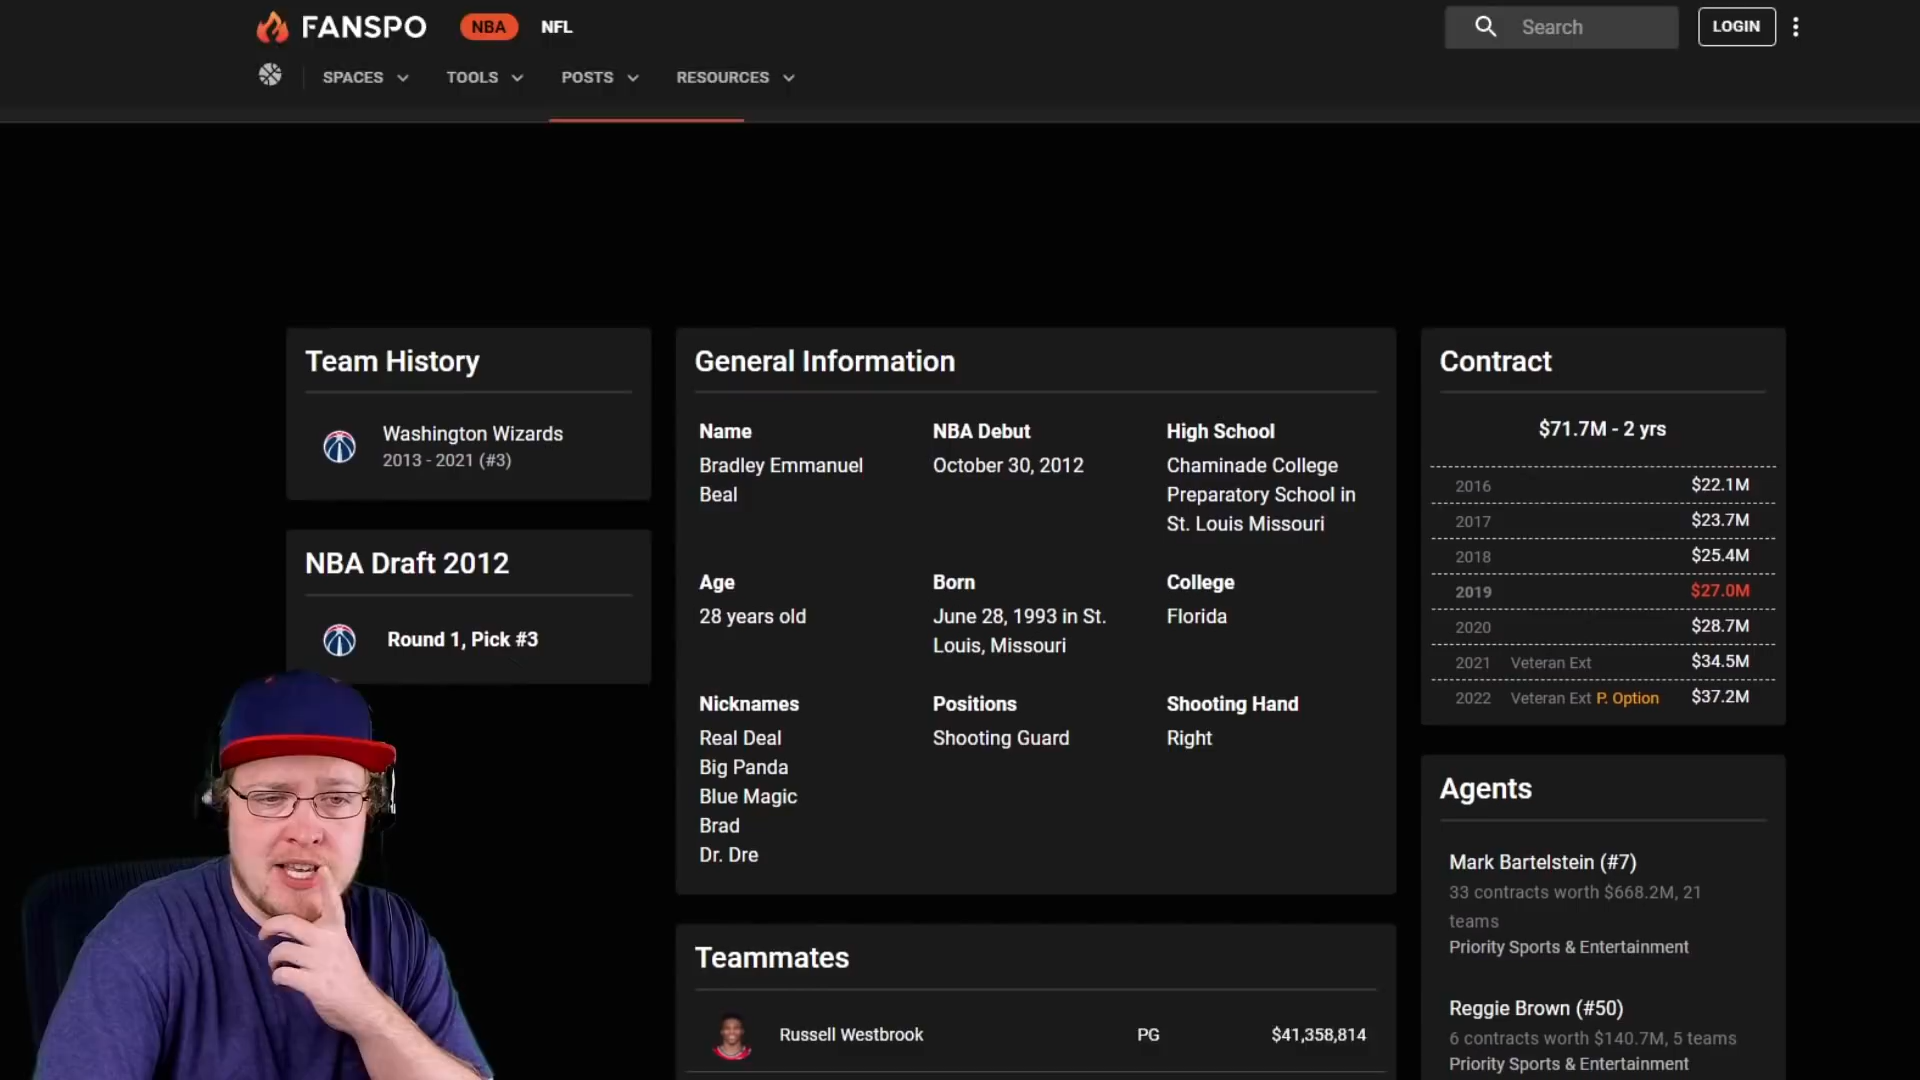 FANSPO NBA NFL Search LOGIN
SPACES TOOLS POSTS RESOURCES
Team History
Washington Wizards
2013 - 2021 (#3)
NBA Draft 2012
Round 1, Pick #3
General Information
Name
Bradley Emmanuel
Beal
NBA Debut
October 30, 2012
High School
Chaminade College
Preparatory School in
St. Louis Missouri
Age
28 years old
Born
June 28, 1993 in St.
Louis, Missouri
College
Florida
Nicknames
Real Deal
Big Panda
Blue Magic
Brad
Dr. Dre
Positions
Shooting Guard
Shooting Hand
Right
Teammates
Russell Westbrook PG $41,358,814
Contract
$71.7M - 2 yrs
2016 $22.1M
2017 $23.7M
2018 $25.4M
2019 $27.0M
2020 $28.7M
2021 Veteran Ext $34.5M
2022 Veteran Ext P. Option $37.2M
Agents
Mark Bartelstein (#7)
33 contracts worth $668.2M, 21
teams
Priority Sports & Entertainment
Reggie Brown (#50)
6 contracts worth $140.7M, 5 teams
Priority Sports & Entertainment